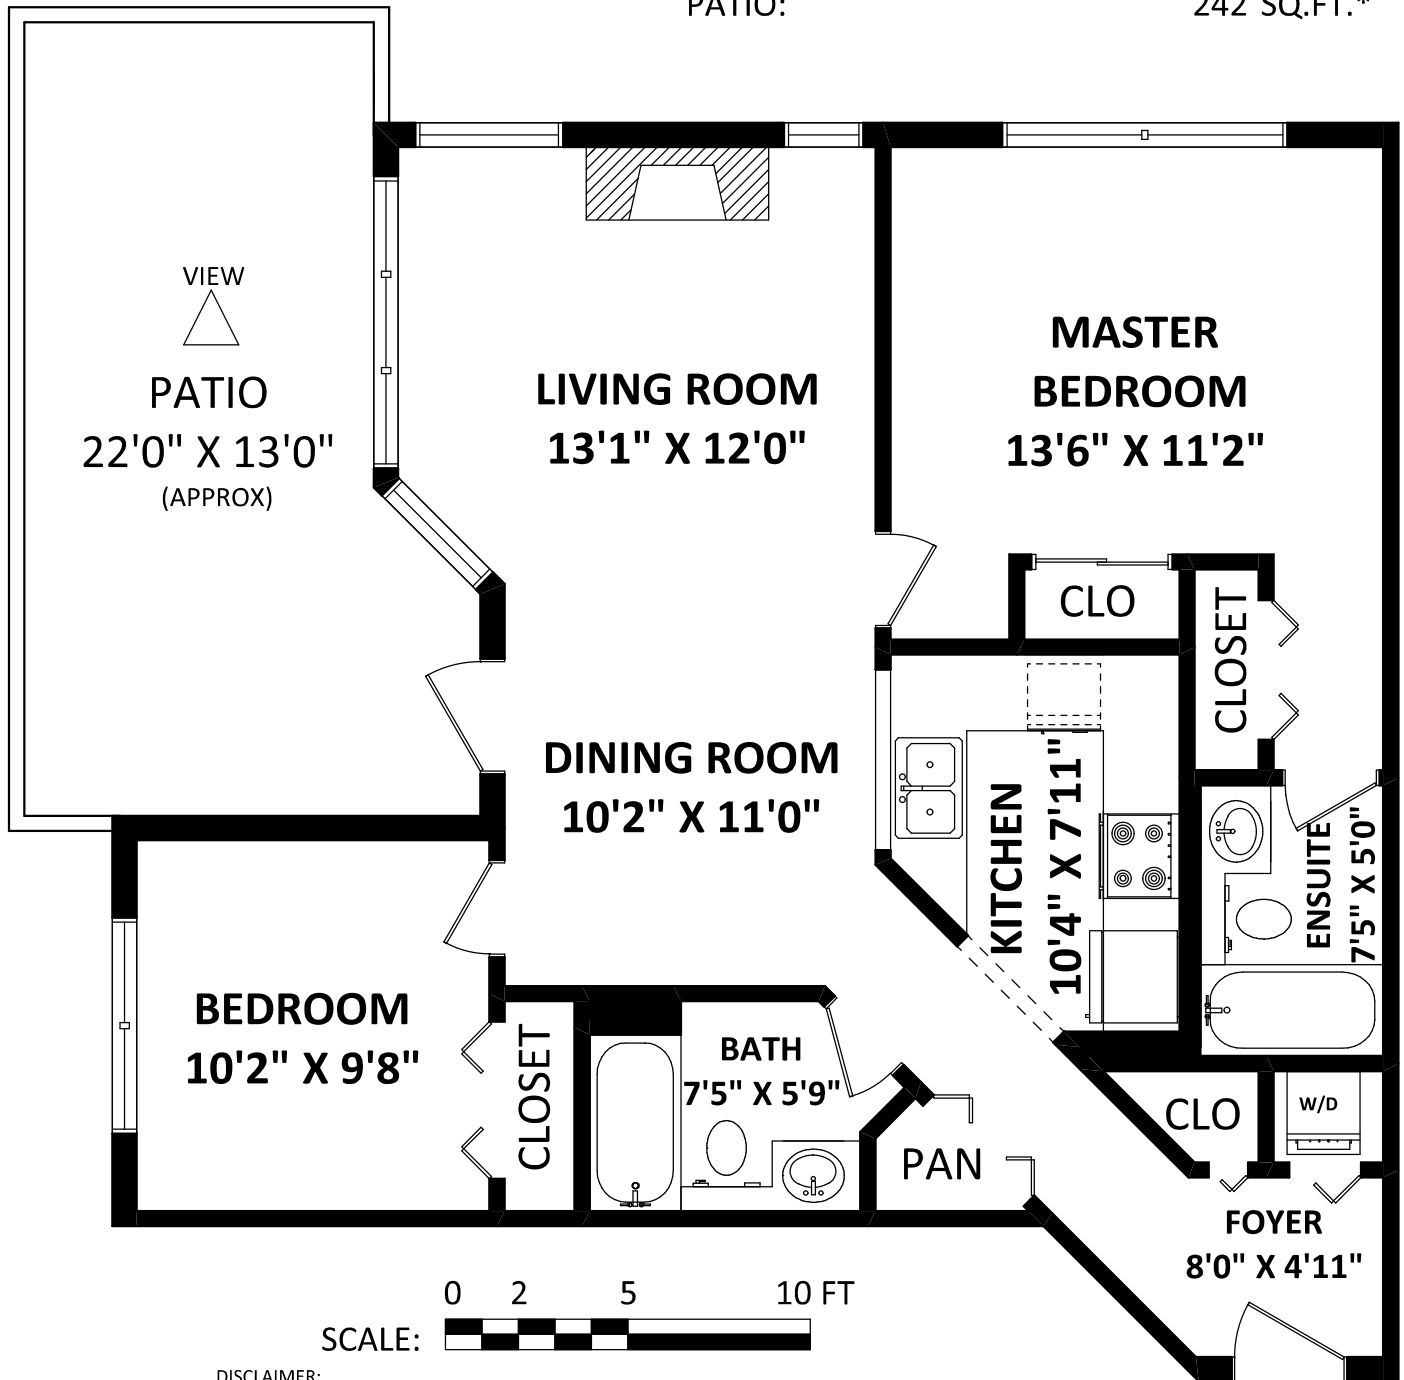 PATIO: 242 SQ.FT.*
VIEW
PATIO
22'0" X 13'0"
(APPROX)
LIVING ROOM
13'1" X 12'0"
MASTER
BEDROOM
13'6" X 11'2"
CLO
CLOSET
DINING ROOM
10'2" X 11'0"
KITCHEN
10'4" X 7'11"
ENSUITE
7'5" X 5'0"
BEDROOM
10'2" X 9'8"
CLOSET
BATH
7'5" X 5'9"
PAN
CLO
W/D
FOYER
8'0" X 4'11"
0 2 5 10 FT
SCALE:
DISCLAIMER: